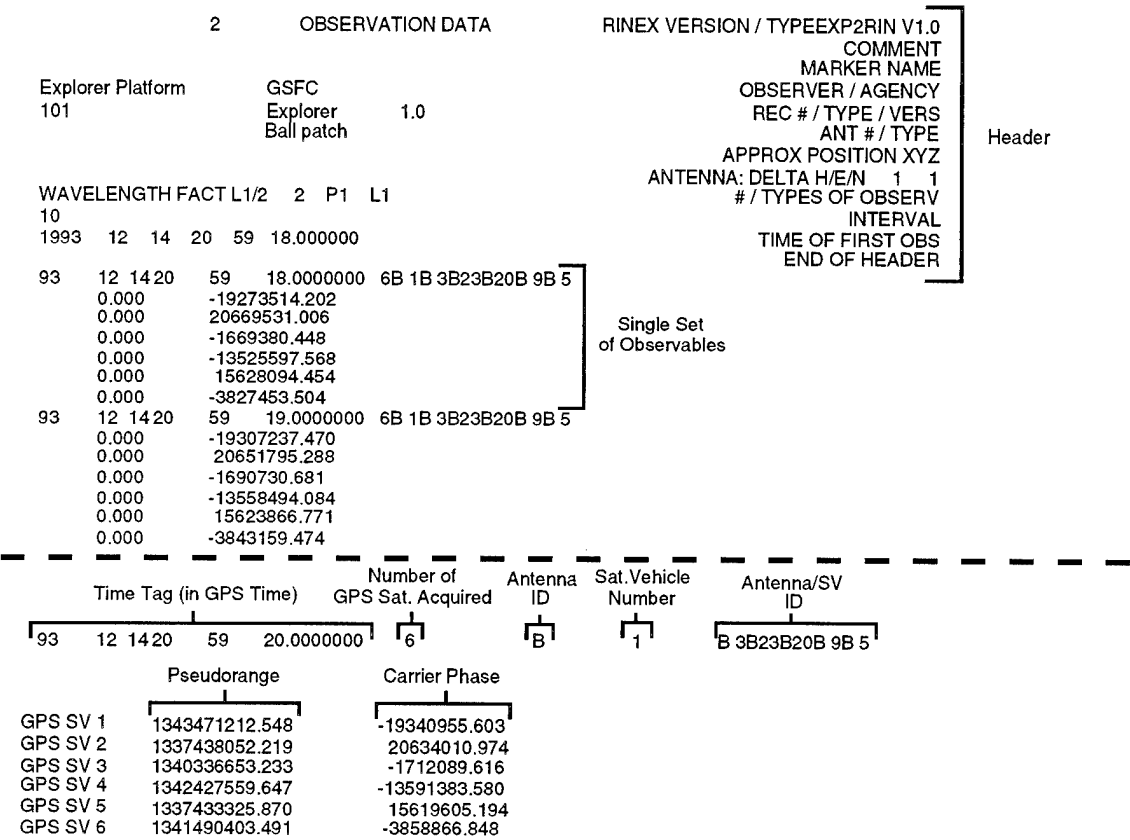 2 OBSERVATION DATA RINEX VERSION / TYPEEXP2RIN V1.0
COMMENT
MARKER NAME
Explorer Platform GSFC OBSERVER / AGENCY
101 Explorer 1.0 REC # / TYPE / VERS
Ball patch ANT # / TYPE
Header
APPROX POSITION XYZ
ANTENNA: DELTA H/E/N 1 1
WAVELENGTH FACT L1/2 2 P1 L1 # / TYPES OF OBSERV
10 INTERVAL
1993 12 14 20 59 18.000000 TIME OF FIRST OBS
END OF HEADER
93 12 14 20 59 18.0000000 6B 1B 3B23B20B 9B 5
0.000 -19273514.202
0.000 20669531.006
0.000 -1669380.448
0.000 -13525597.568
0.000 15628094.454
0.000 -3827453.504
Single Set
of Observables
93 12 14 20 59 19.0000000 6B 1B 3B23B20B 9B 5
0.000 -19307237.470
0.000 20651795.288
0.000 -1690730.681
0.000 -13558494.084
0.000 15623866.771
0.000 -3843159.474
Time Tag (in GPS Time)
Number of
GPS Sat. Acquired
Antenna
ID
Sat.Vehicle
Number
Antenna/SV
ID
93 12 14 20 59 20.0000000 6 B 1 B 3B23B20B 9B 5
Pseudorange Carrier Phase
GPS SV 1 1343471212.548 -19340955.603
GPS SV 2 1337438052.219 20634010.974
GPS SV 3 1340336653.233 -1712089.616
GPS SV 4 1342427559.647 -13591383.580
GPS SV 5 1337433325.870 15619605.194
GPS SV 6 1341490403.491 -3858866.848